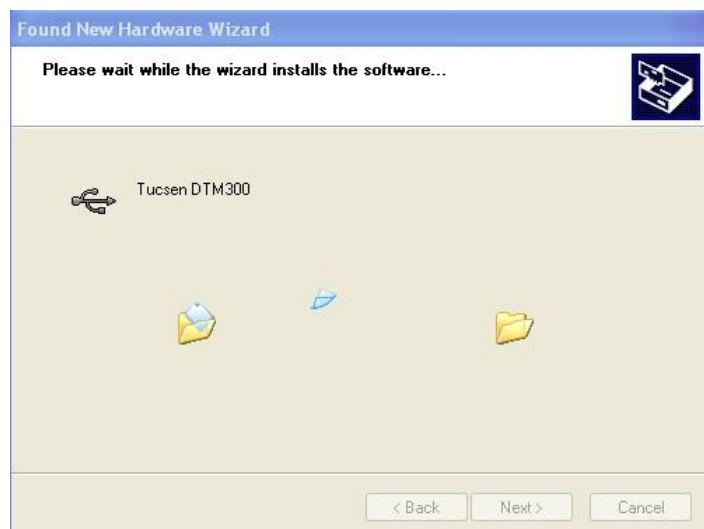 Found New Hardware Wizard
Please wait while the wizard installs the software...
Tucsen DTM300
< Back
Next >
Cancel